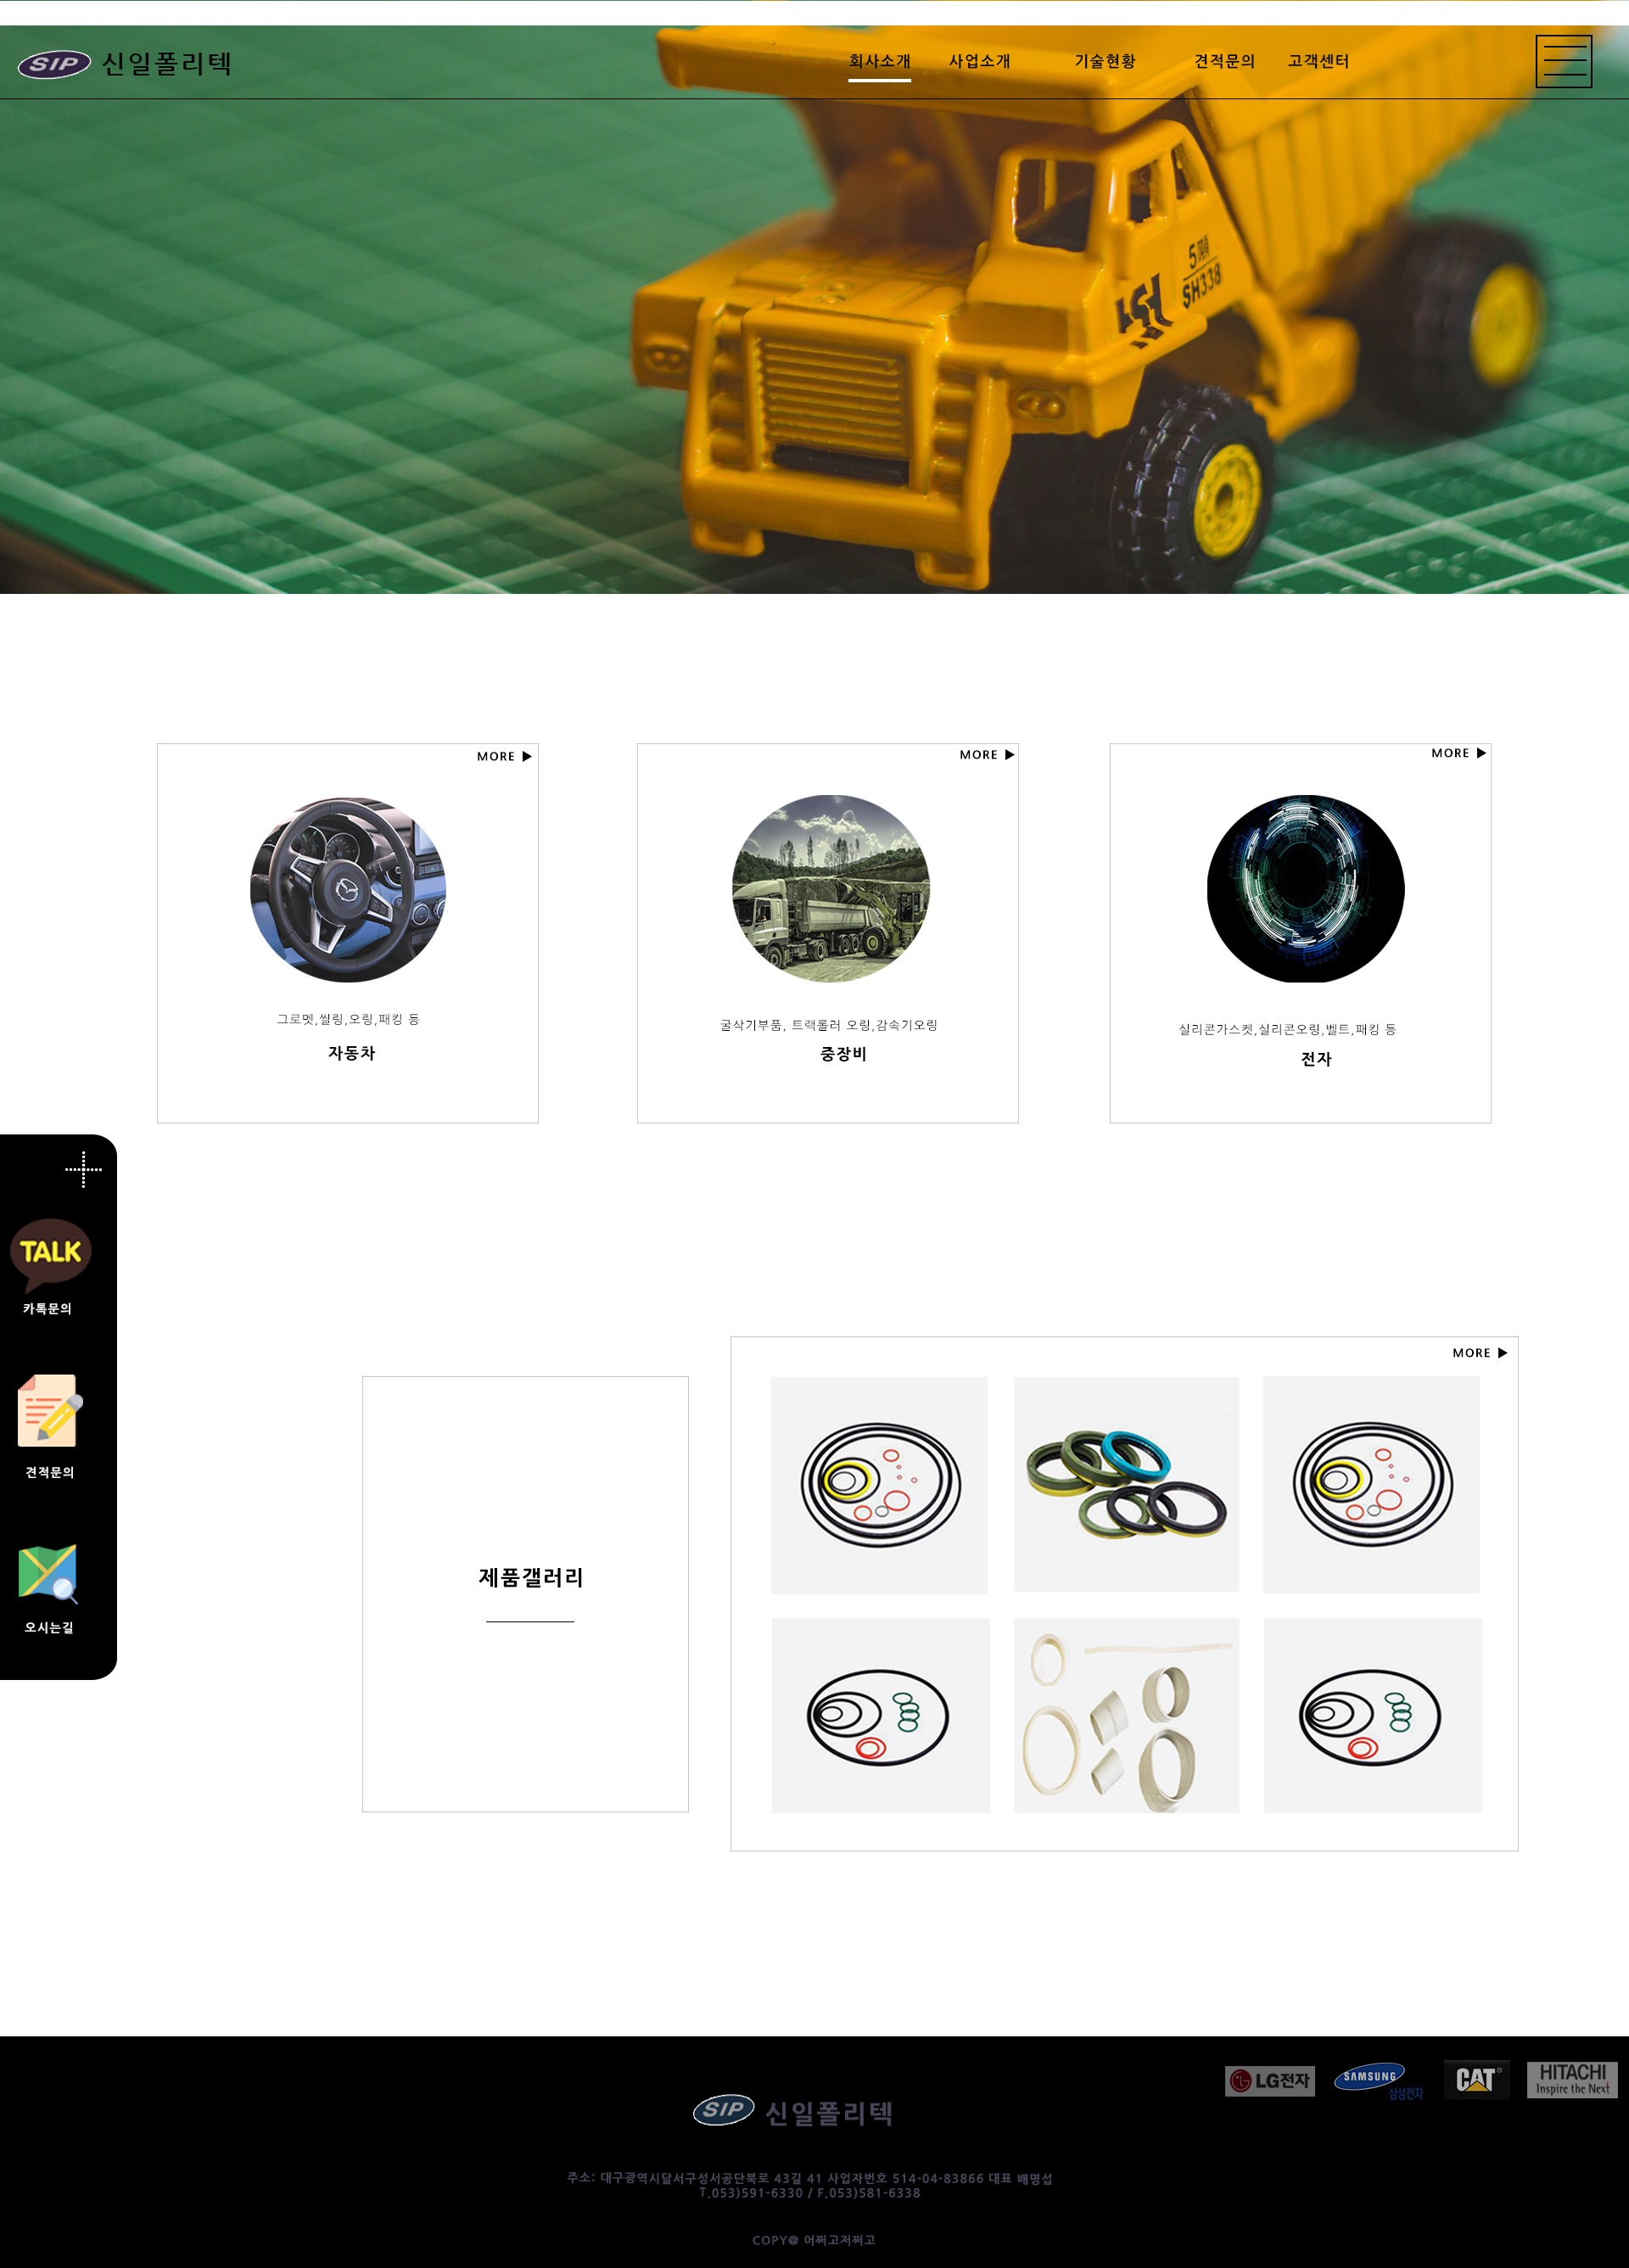 SIP 신일폴리텍
회사소개 사업소개 기술현황 견적문의 고객센터
SH338
MORE ▶
MORE ▶
MORE ▶
그로멧,씰링,오링,패킹 등
자동차
굴삭기부품, 트랙롤러 오링,감속기오링
중장비
실리콘가스켓,실리콘오링,벨트,패킹 등
전자
TALK
카톡문의
견적문의
오시는길
제품갤러리
MORE ▶
LG전자
SAMSUNG
삼성전자
CAT
HITACHI
Inspire the Next
SIP 신일폴리텍
주소: 대구광역시달서구성서공단북로 43길 41 사업자번호 514-04-83866 대표 배명섭
T.053)591-6330 / F.053)581-6338
COPY@ 어쩌고저쩌고